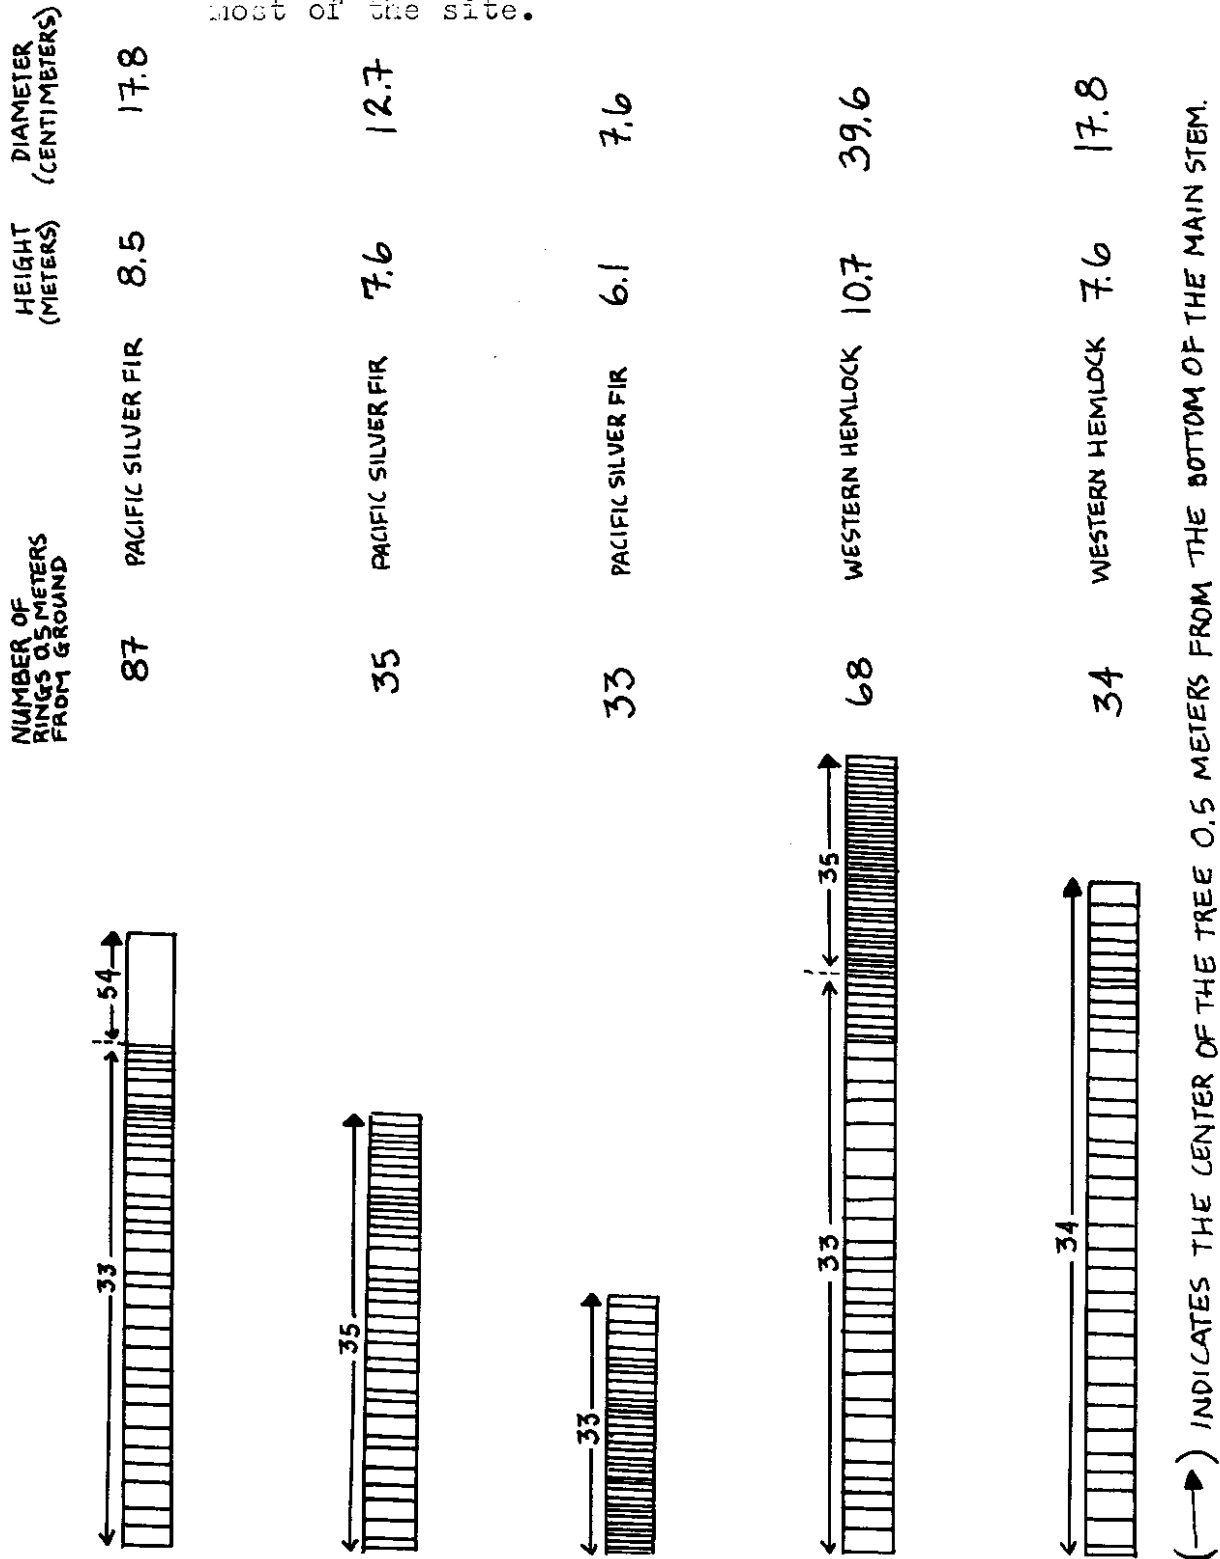 most of the site.
NUMBER OF
RINGS 0.5 METERS
FROM GROUND
HEIGHT
(METERS)
DIAMETER
(CENTIMETERS)
33 54
87 PACIFIC SILVER FIR 8.5 17.8
35
35 PACIFIC SILVER FIR 7.6 12.7
33
33 PACIFIC SILVER FIR 6.1 7.6
33 35
68 WESTERN HEMLOCK 10.7 39.6
34
34 WESTERN HEMLOCK 7.6 17.8
(→) INDICATES THE CENTER OF THE TREE 0.5 METERS FROM THE BOTTOM OF THE MAIN STEM.